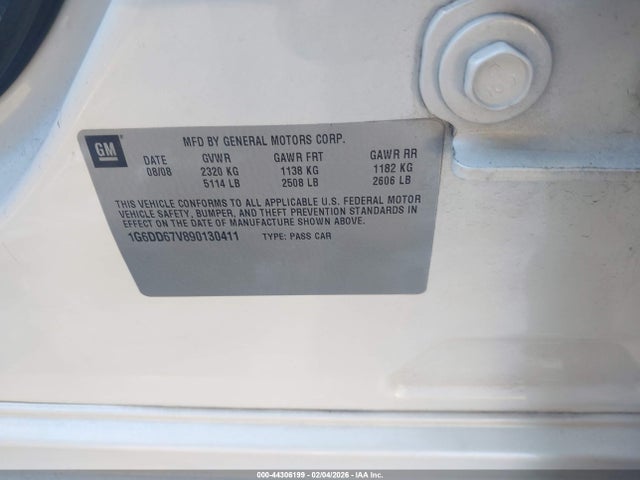 GM
MFD BY GENERAL MOTORS CORP.
DATE GVWR GAWR FRT GAWR RR
08/08 2320 KG 1138 KG 1182 KG
5114 LB 2508 LB 2606 LB
THIS VEHICLE CONFORMS TO ALL APPLICABLE U.S. FEDERAL MOTOR
VEHICLE SAFETY, BUMPER, AND THEFT PREVENTION STANDARDS IN
EFFECT ON THE DATE OF MANUFACTURE SHOWN ABOVE.
1G6DD67V890130411 TYPE: PASS CAR
000-44306199 - 02/04/2026 - IAAI.com